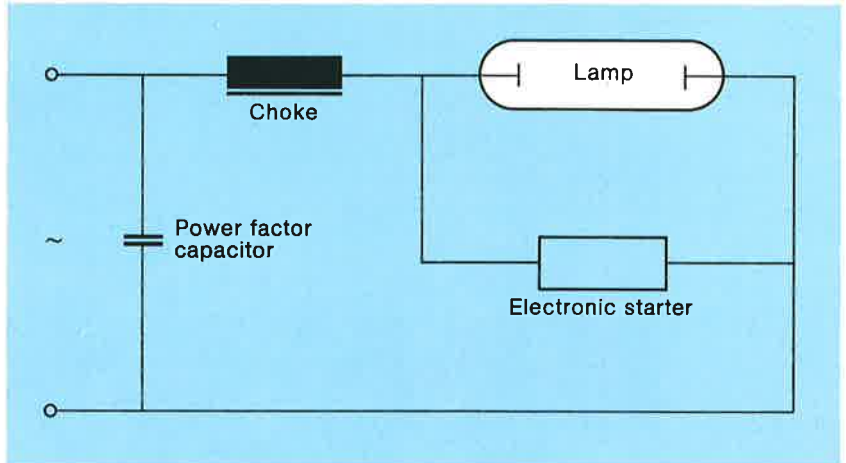 Lamp
Choke
~
Power factor
capacitor
Electronic starter